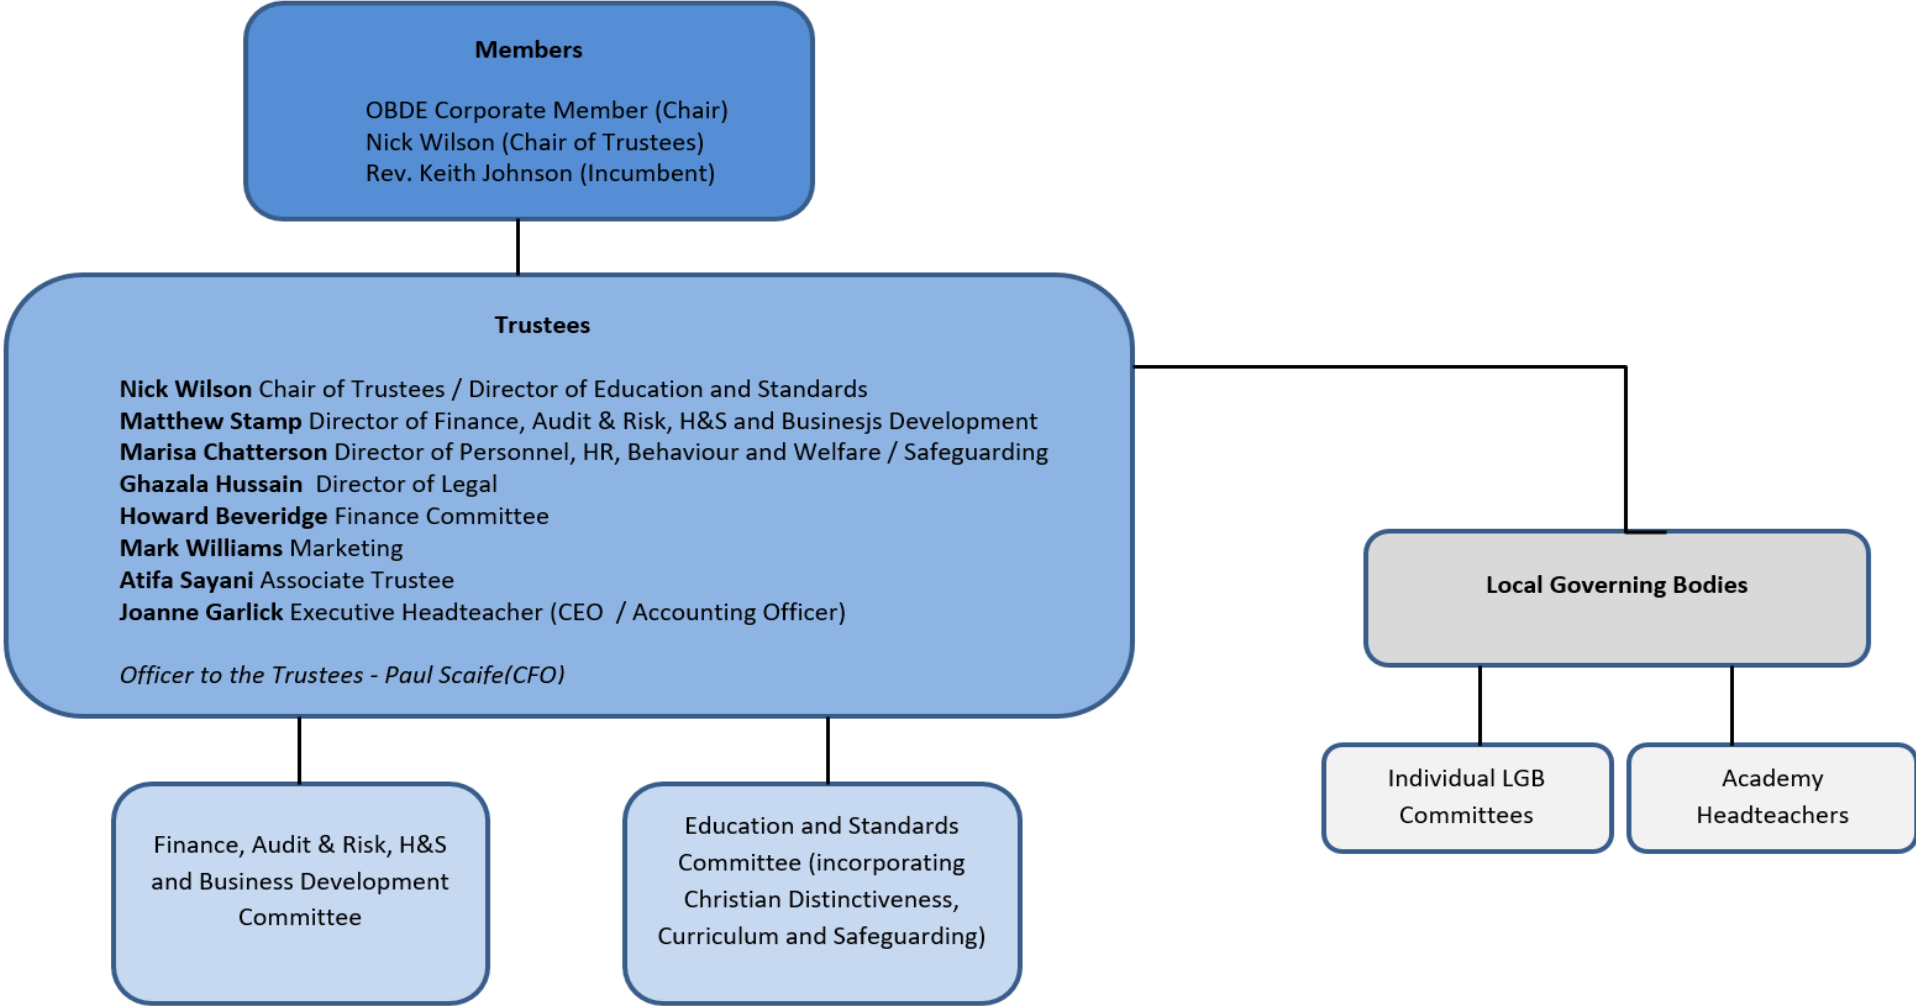 Members
OBDE Corporate Member (Chair)
Nick Wilson (Chair of Trustees)
Rev. Keith Johnson (Incumbent)
Trustees
Nick Wilson Chair of Trustees / Director of Education and Standards
Matthew Stamp Director of Finance, Audit & Risk, H&S and Businesjs Development
Marisa Chatterson Director of Personnel, HR, Behaviour and Welfare / Safeguarding
Ghazala Hussain  Director of Legal
Howard Beveridge Finance Committee
Mark Williams Marketing
Atifa Sayani Associate Trustee
Joanne Garlick Executive Headteacher (CEO  / Accounting Officer)
Officer to the Trustees - Paul Scaife(CFO)
Local Governing Bodies
Individual LGB
Committees
Academy
Headteachers
Finance, Audit & Risk, H&S
and Business Development
Committee
Education and Standards
Committee (incorporating
Christian Distinctiveness,
Curriculum and Safeguarding)